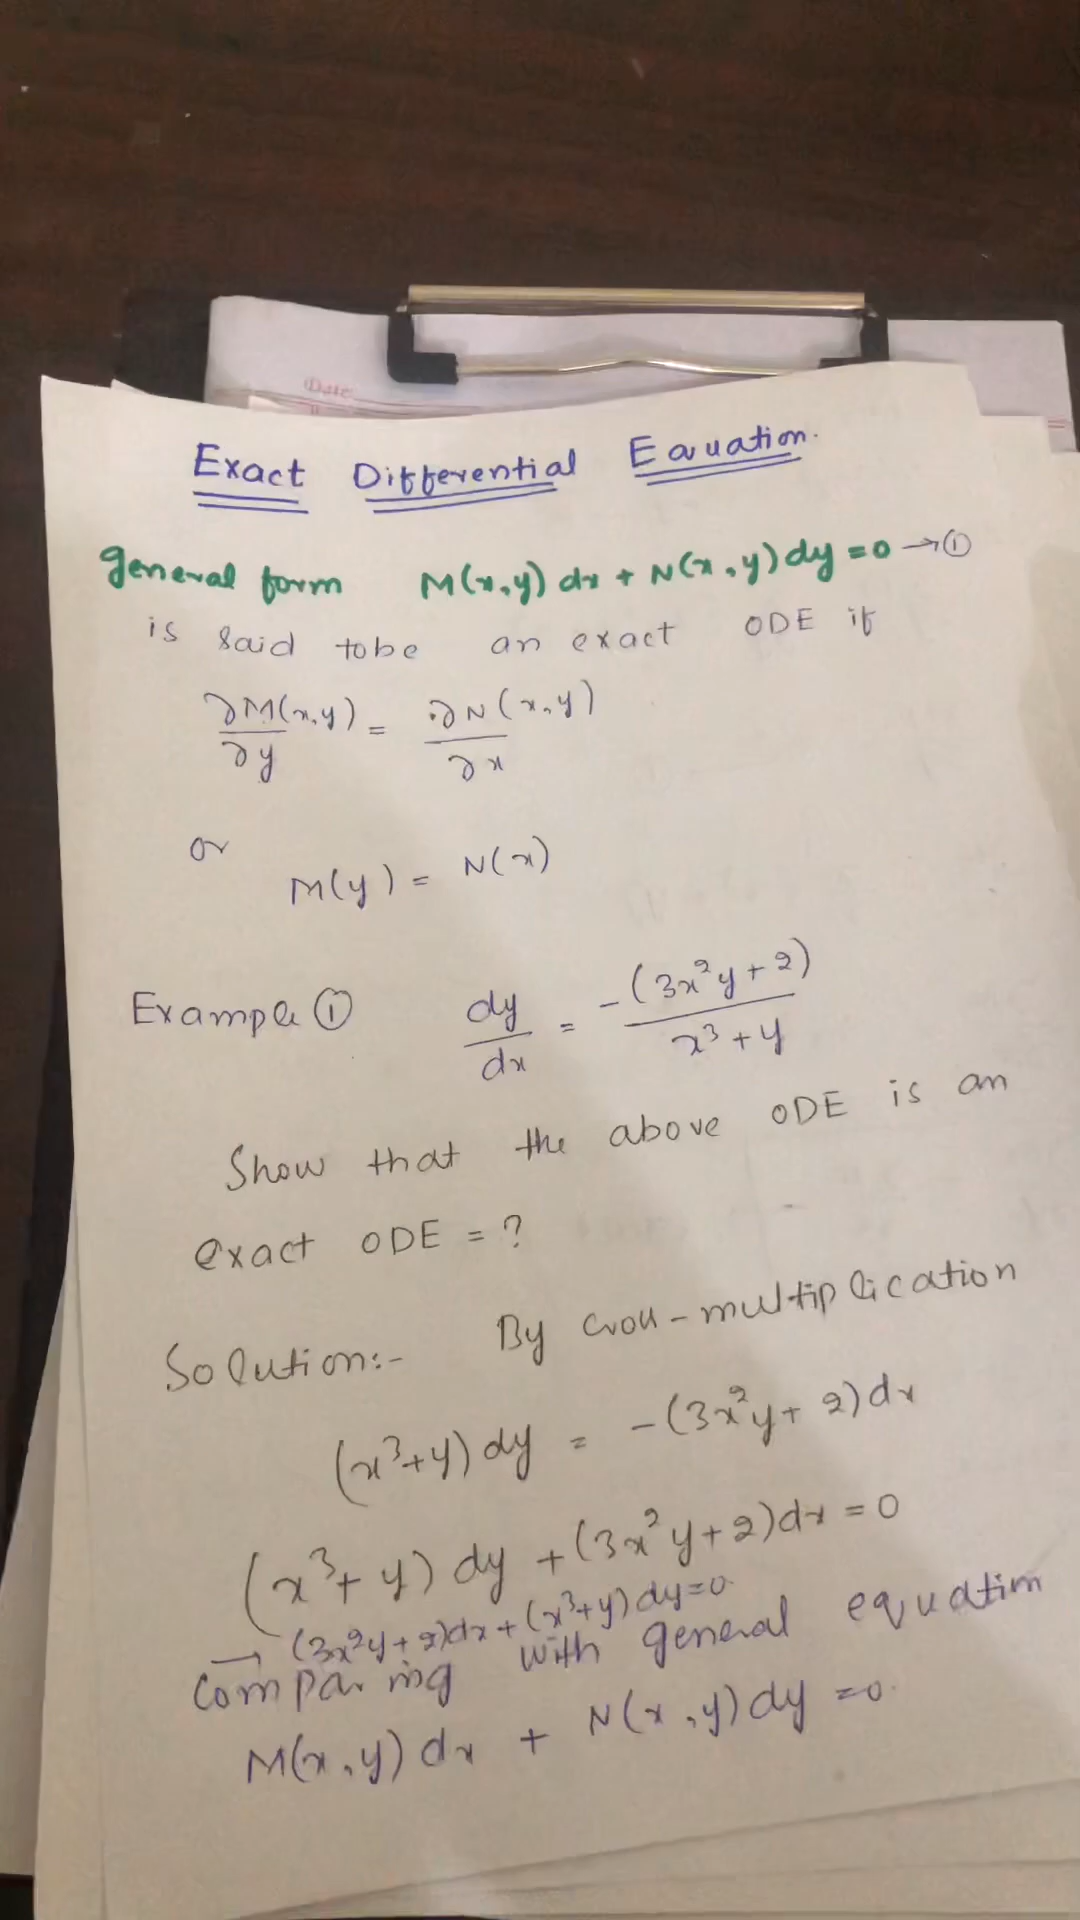 Date:
Exact Differential Equation.
general form M(x,y) dx + N(x,y) dy = 0 → ①
is said tobe an exact ODE if
∂M(x,y)/∂y = ∂N(x,y)/∂x
or
M(y) = N(x)
Example ① dy/dx = -(3x²y+2)/x³+y
Show that the above ODE is an
exact ODE = ?
Solution:- By cross-multiplication
(x³+y) dy = -(3x²y+2)dx
(x³+y) dy + (3x²y+2)dx = 0
→ (3x²y+2)dx + (x³+y)dy=0.
Comparing with general equation
M(x,y) dx + N(x,y) dy = 0.